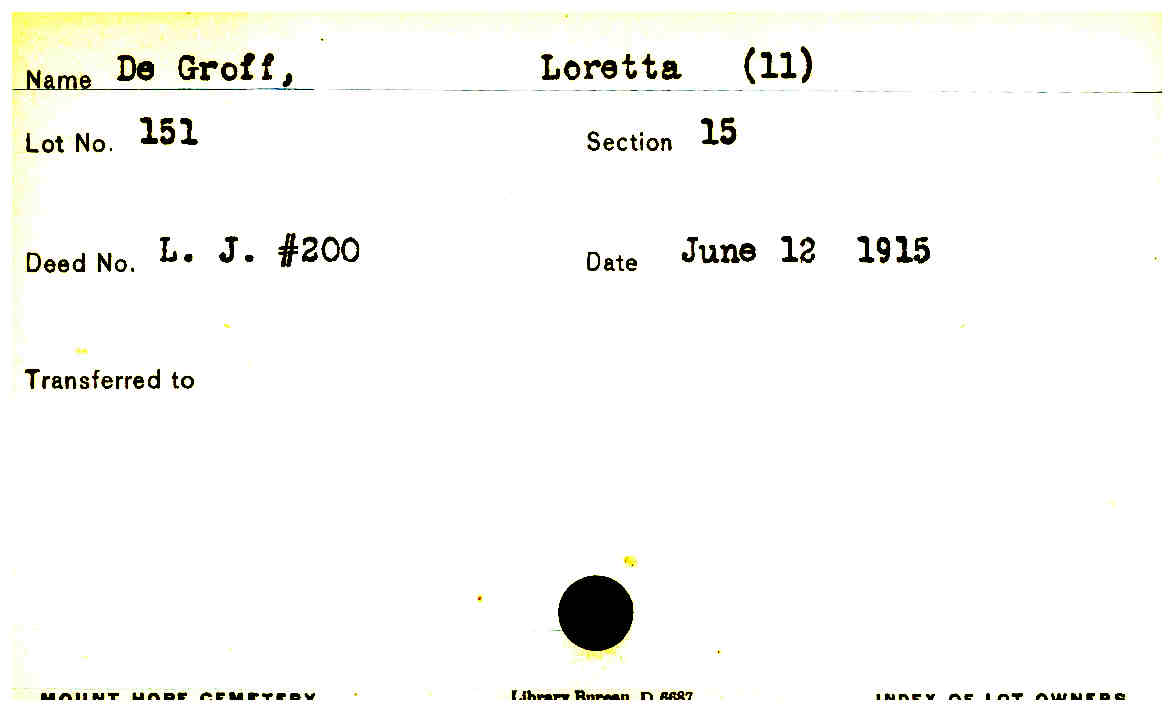 Name De Groff, Loretta (11)
Lot No. 151 Section 15
Deed No. L. J. #200 Date June 12 1915
Transferred to
MOUNT HOPE CEMETERY Library Bureau D 6687 INDEX OF LOT OWNERS